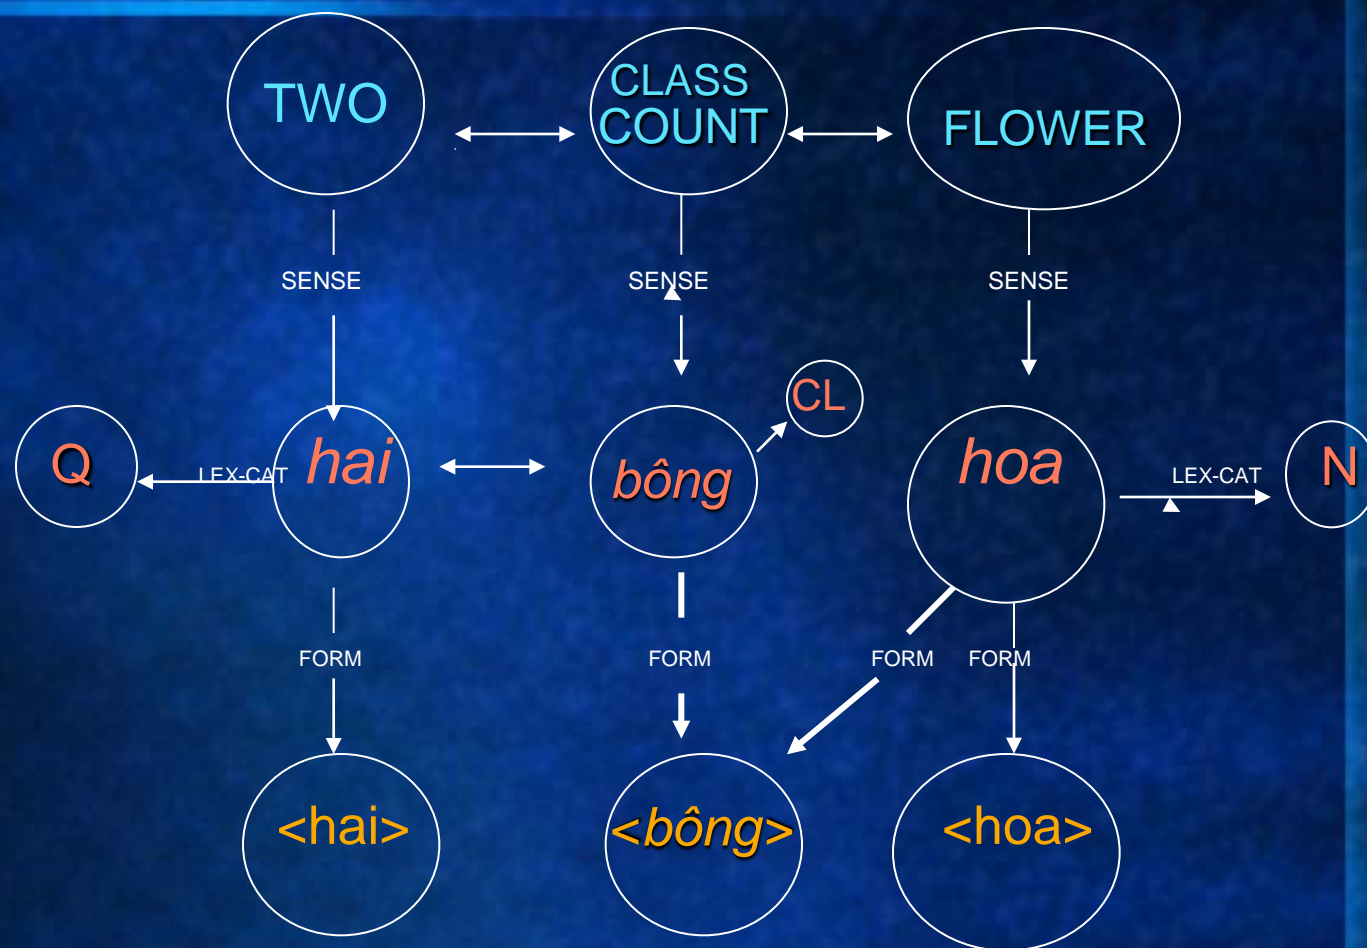 TWO
CLASS
COUNT
FLOWER
SENSE
SENSE
SENSE
Q
LEX-CAT
hai
bông
CL
hoa
LEX-CAT
N
FORM
FORM
FORM
FORM
<hai>
<bông>
<hoa>